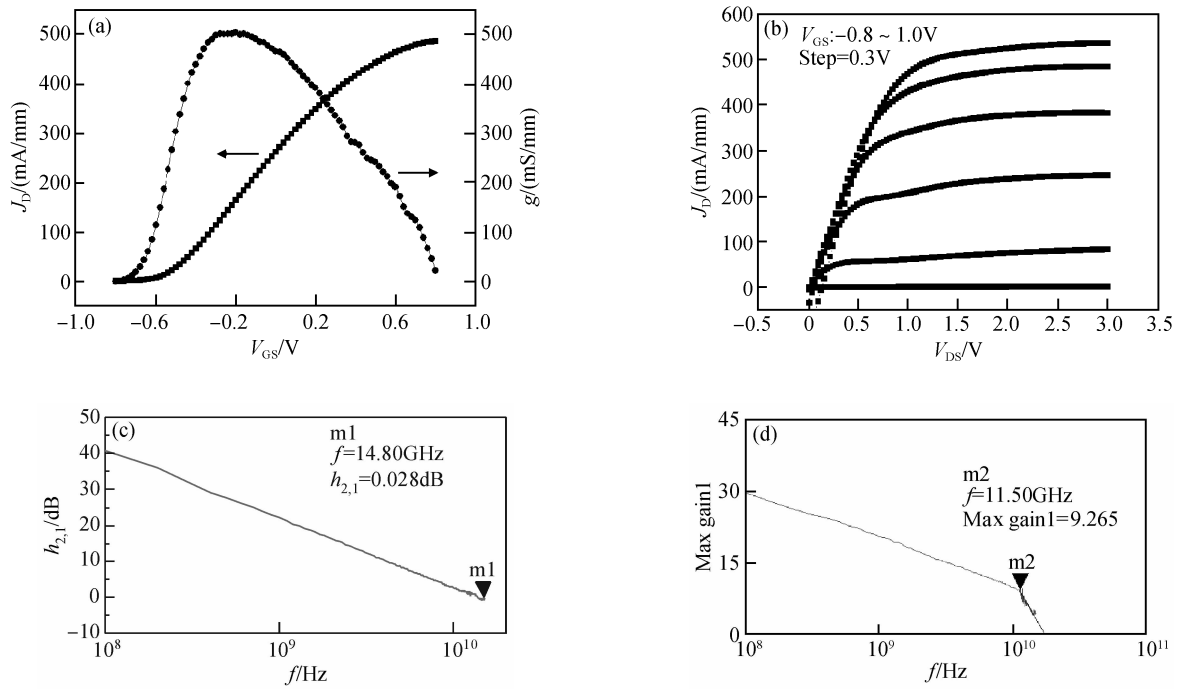 (a)
500
400
300
200
100
0
J_D/(mA/mm)
500
400
300
200
100
0
g/(mS/mm)
−1.0 −0.6 −0.2 0.2 0.6 1.0
V_GS/V
(b)
V_GS:−0.8 ~ 1.0V
Step=0.3V
600
500
400
300
200
100
0
J_D/(mA/mm)
−0.5 0 0.5 1.0 1.5 2.0 2.5 3.0 3.5
V_DS/V
(c)
m1
f=14.80GHz
h_2,1=0.028dB
50
40
30
20
10
0
−10
h_2,1/dB
m1
10^8 10^9 10^10
f/Hz
(d)
m2
f=11.50GHz
Max gain1=9.265
45
30
15
0
Max gain1
m2
10^8 10^9 10^10 10^11
f/Hz